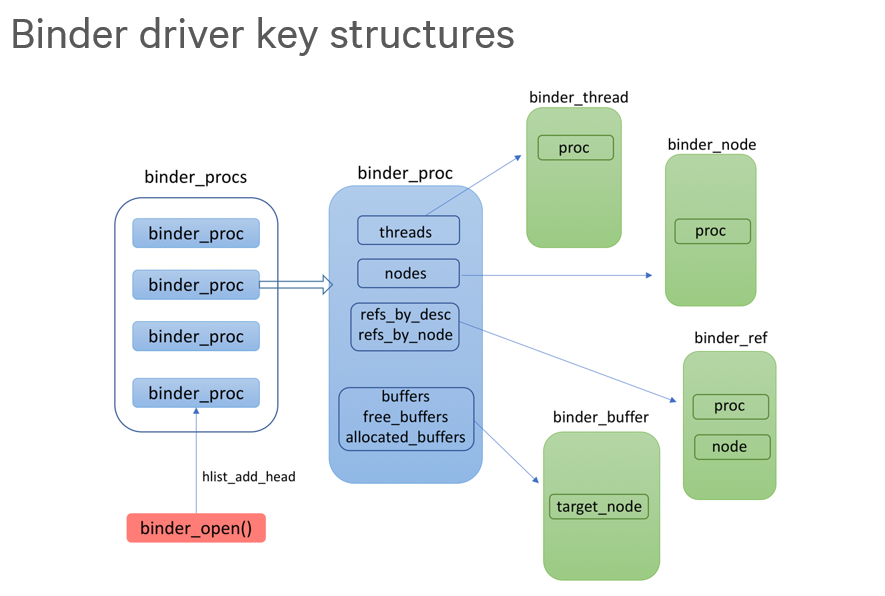 Binder driver key structures
binder_procs
binder_proc
binder_proc
binder_proc
binder_proc
hlist_add_head
binder_open()
binder_proc
threads
nodes
refs_by_desc
refs_by_node
buffers
free_buffers
allocated_buffers
binder_thread
proc
binder_node
proc
binder_ref
proc
node
binder_buffer
target_node